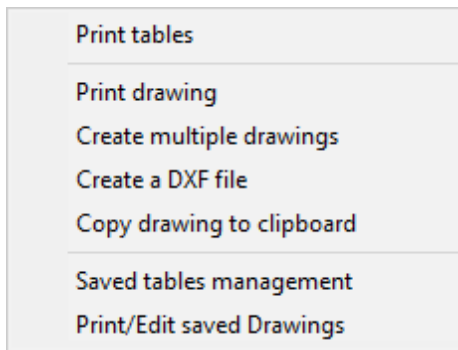 Print tables
Print drawing
Create multiple drawings
Create a DXF file
Copy drawing to clipboard
Saved tables management
Print/Edit saved Drawings